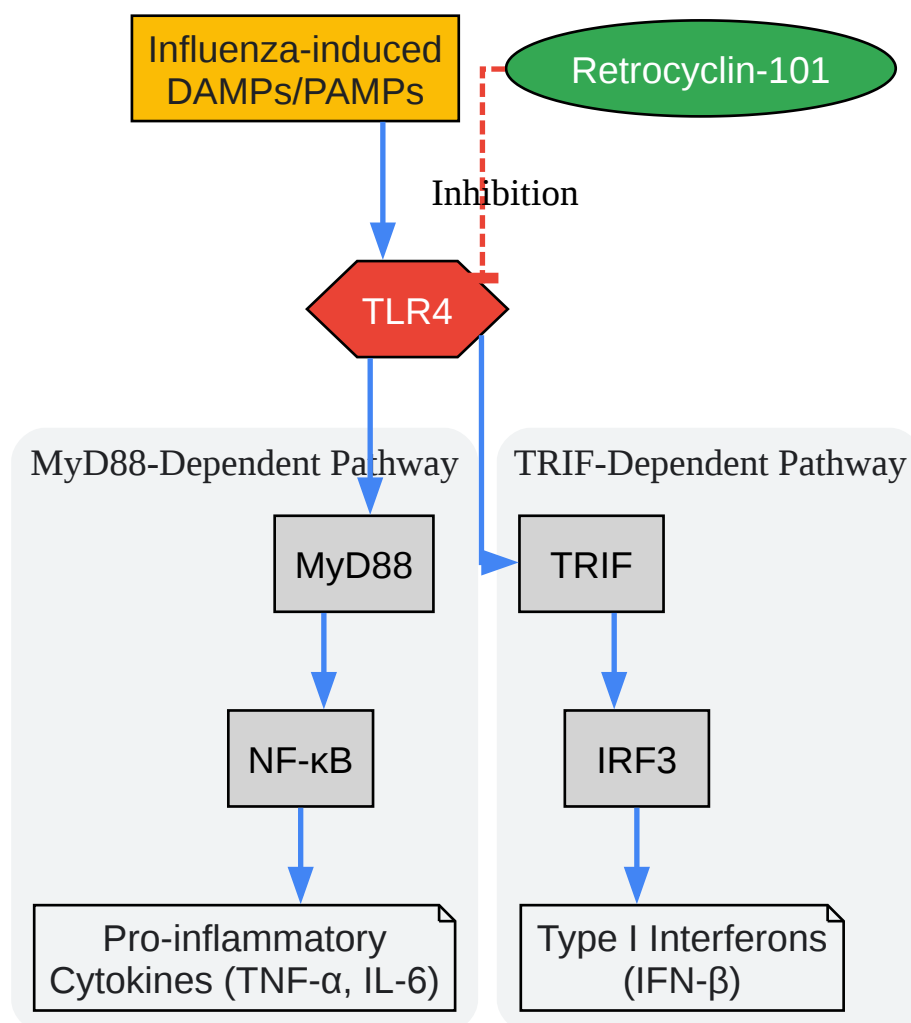 Influenza-induced
DAMPs/PAMPs
Retrocyclin-101
Inhibition
TLR4
MyD88-Dependent Pathway
TRIF-Dependent Pathway
MyD88
TRIF
NF-κB
IRF3
Pro-inflammatory
Cytokines (TNF-α, IL-6)
Type I Interferons
(IFN-β)